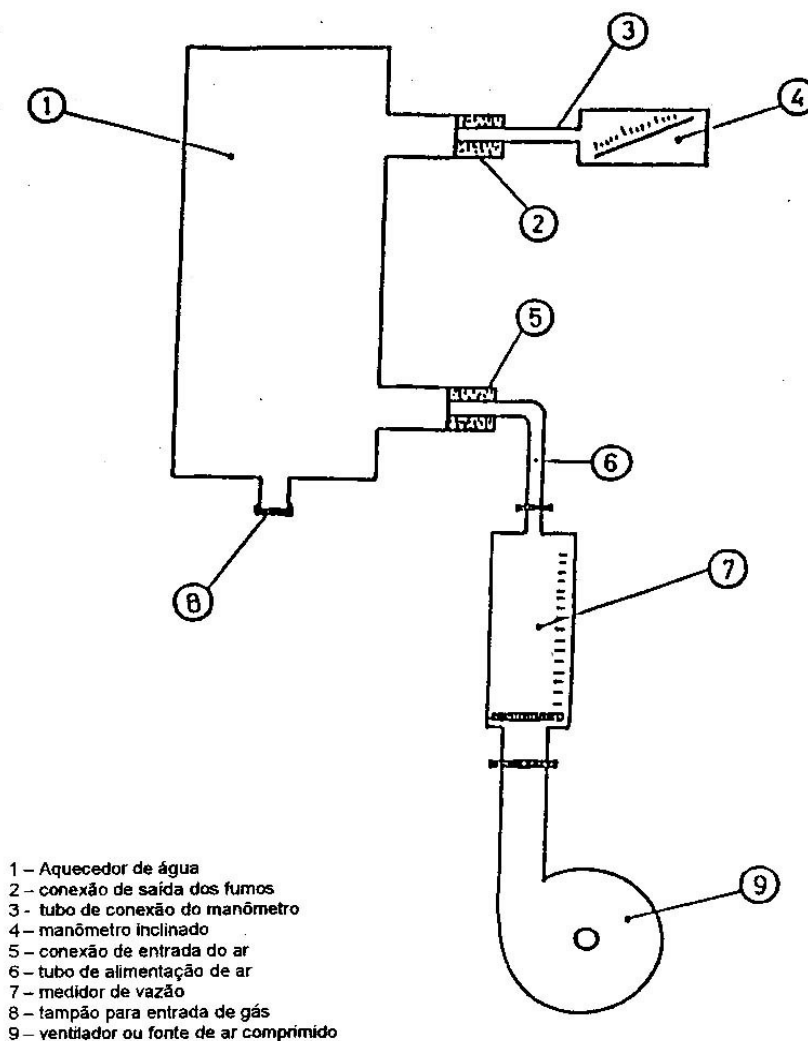 3
1
4
2
5
6
7
8
9
1 – Aquecedor de água
2 – conexão de saída dos fumos
3 - tubo de conexão do manômetro
4 – manômetro inclinado
5 – conexão de entrada do ar
6 – tubo de alimentação de ar
7 – medidor de vazão
8 – tampão para entrada de gás
9 – ventilador ou fonte de ar comprimido